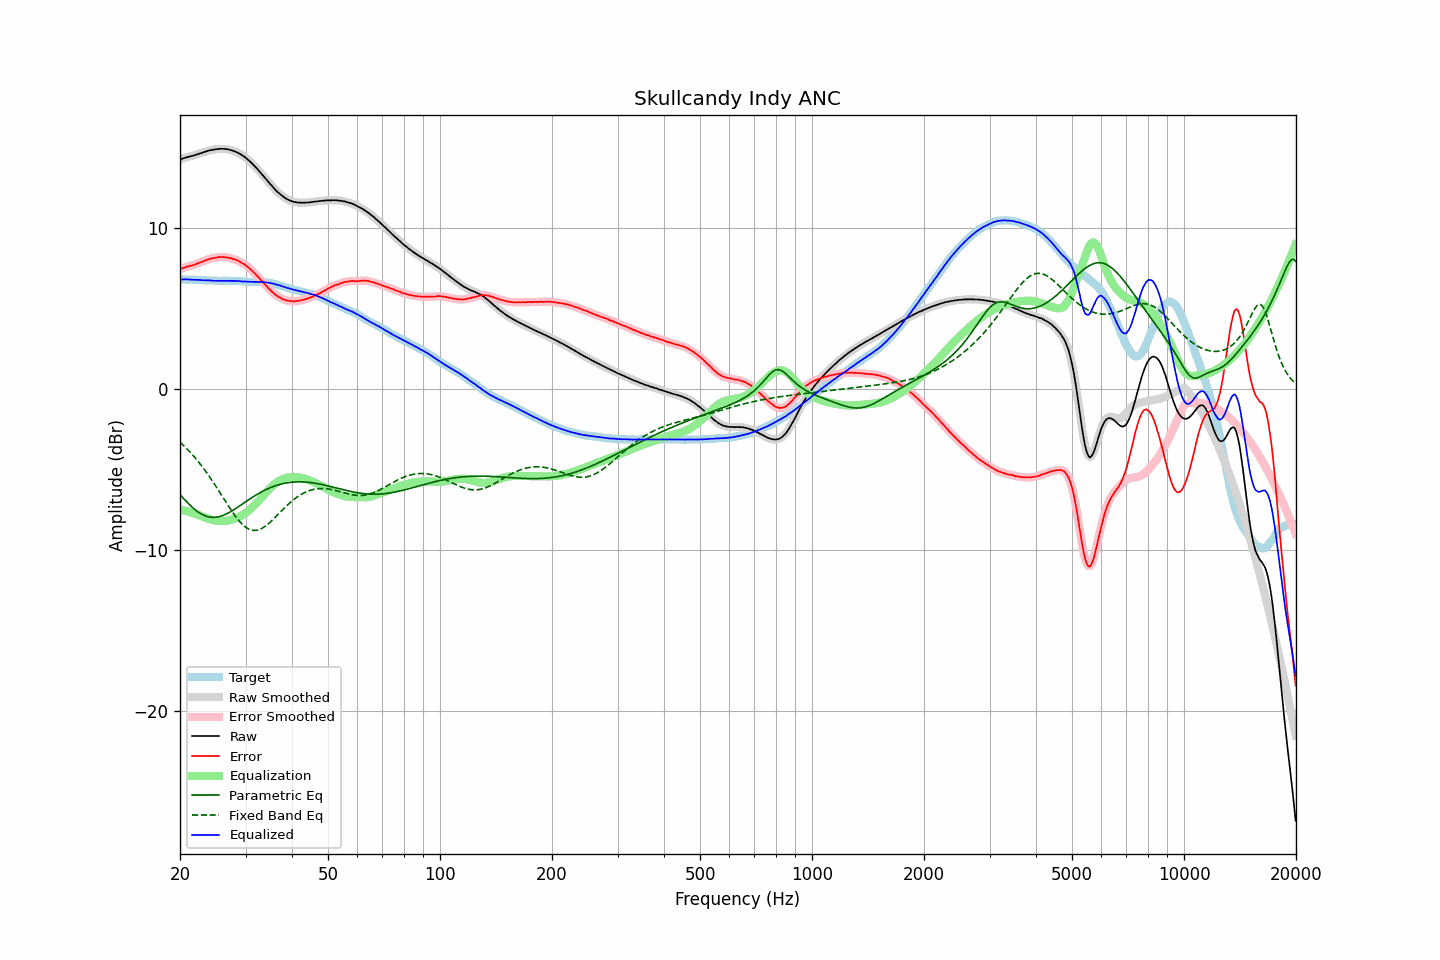 Skullcandy Indy ANC
Amplitude (dBr)
10
0
−10
−20
Target
Raw Smoothed
Error Smoothed
Raw
Error
Equalization
Parametric Eq
Fixed Band Eq
Equalized
20 50 100 200 500 1000 2000 5000 10000 20000
Frequency (Hz)